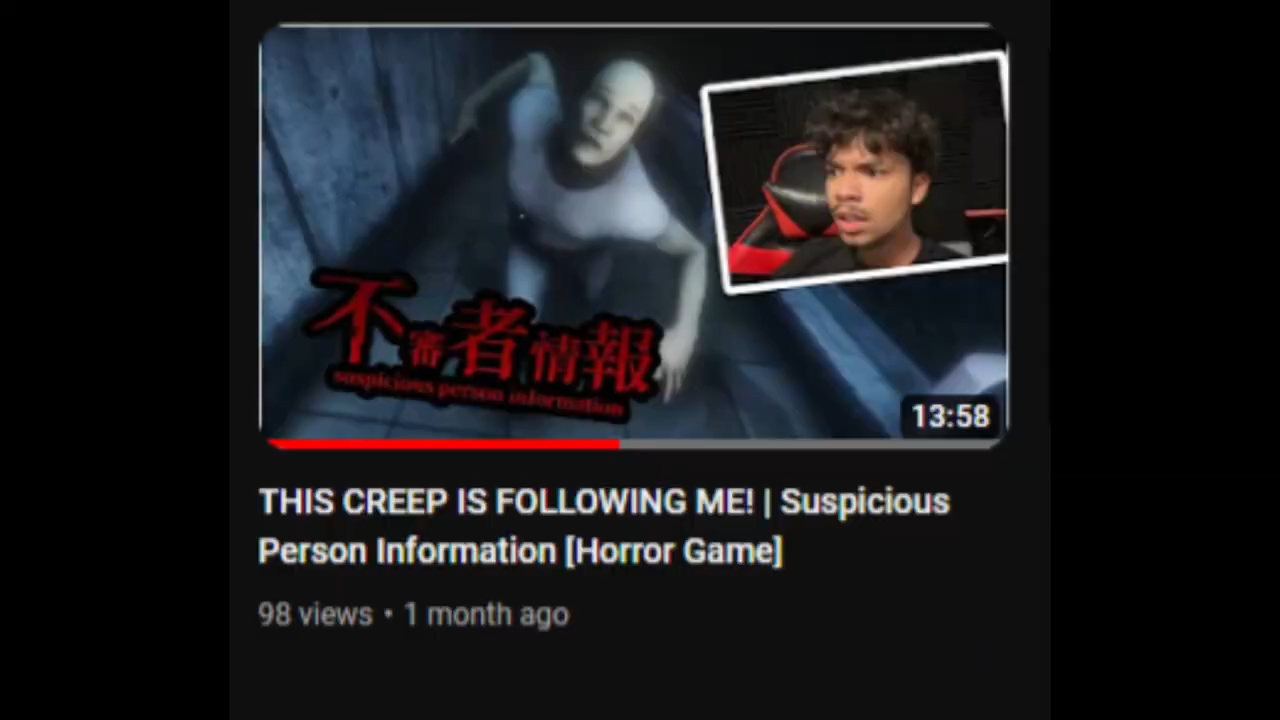 不審者情報
suspicious person information
13:58
THIS CREEP IS FOLLOWING ME! | Suspicious
Person Information [Horror Game]
98 views • 1 month ago